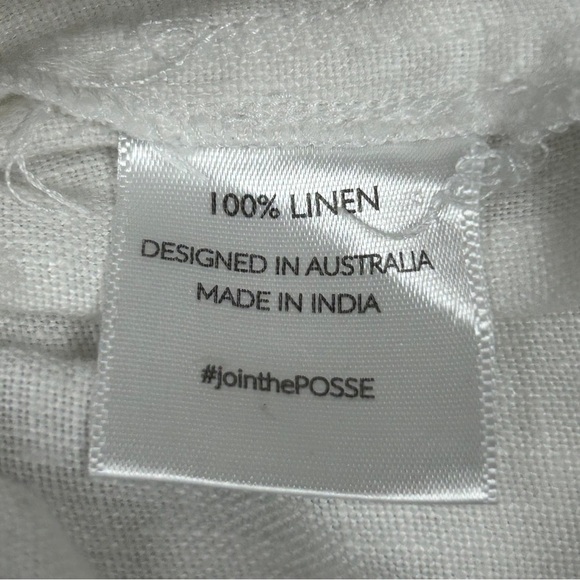 100% LINEN
DESIGNED IN AUSTRALIA
MADE IN INDIA
#jointhePOSSE